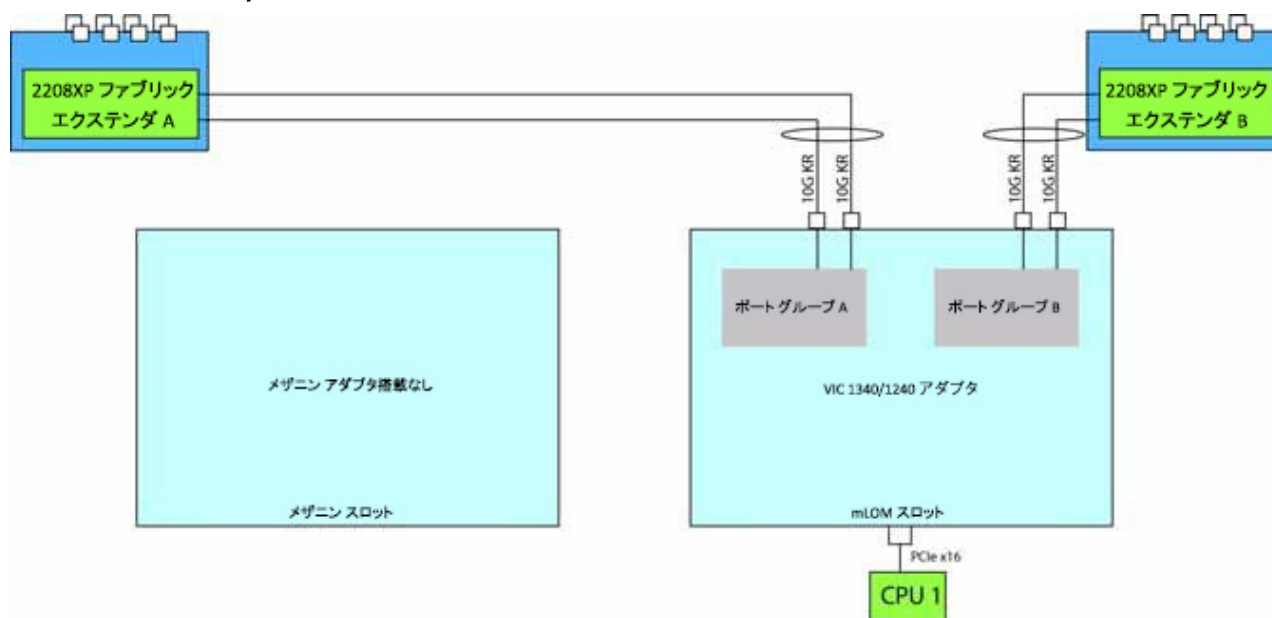 2208XP ファブリック
エクステンダ A
2208XP ファブリック
エクステンダ B
10G KR
10G KR
10G KR
10G KR
ポート グループ A
ポート グループ B
メザニン アダプタ搭載なし
VIC 1340/1240 アダプタ
メザニン スロット
mLOM スロット
PCIe x16
CPU 1